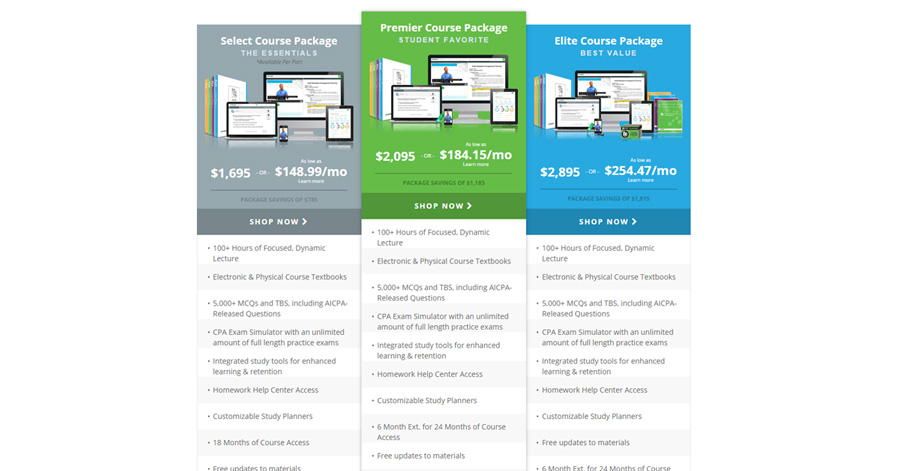 Select Course Package
THE ESSENTIALS
*Available Per Part
$1,695 - OR - As low as $148.99/mo
Learn more
PACKAGE SAVINGS OF $785
SHOP NOW
• 100+ Hours of Focused, Dynamic
Lecture
• Electronic & Physical Course Textbooks
• 5,000+ MCQs and TBS, including AICPA-
Released Questions
• CPA Exam Simulator with an unlimited
amount of full length practice exams
• Integrated study tools for enhanced
learning & retention
• Homework Help Center Access
• Customizable Study Planners
• 18 Months of Course Access
• Free updates to materials
Premier Course Package
STUDENT FAVORITE
$2,095 - OR - As low as $184.15/mo
Learn more
PACKAGE SAVINGS OF $1,185
SHOP NOW
• 100+ Hours of Focused, Dynamic
Lecture
• Electronic & Physical Course Textbooks
• 5,000+ MCQs and TBS, including AICPA-
Released Questions
• CPA Exam Simulator with an unlimited
amount of full length practice exams
• Integrated study tools for enhanced
learning & retention
• Homework Help Center Access
• Customizable Study Planners
• 6 Month Ext. for 24 Months of Course
Access
• Free updates to materials
Elite Course Package
BEST VALUE
$2,895 - OR - As low as $254.47/mo
Learn more
PACKAGE SAVINGS OF $1,815
SHOP NOW
• 100+ Hours of Focused, Dynamic
Lecture
• Electronic & Physical Course Textbooks
• 5,000+ MCQs and TBS, including AICPA-
Released Questions
• CPA Exam Simulator with an unlimited
amount of full length practice exams
• Integrated study tools for enhanced
learning & retention
• Homework Help Center Access
• Customizable Study Planners
• Free updates to materials
• 6 Month Ext. for 24 Months of Course